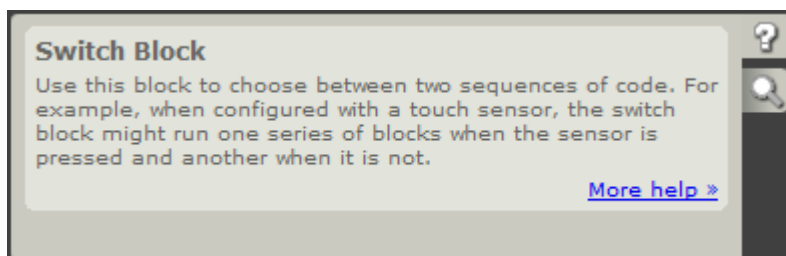 Switch Block
Use this block to choose between two sequences of code. For
example, when configured with a touch sensor, the switch
block might run one series of blocks when the sensor is
pressed and another when it is not.
More help »
?